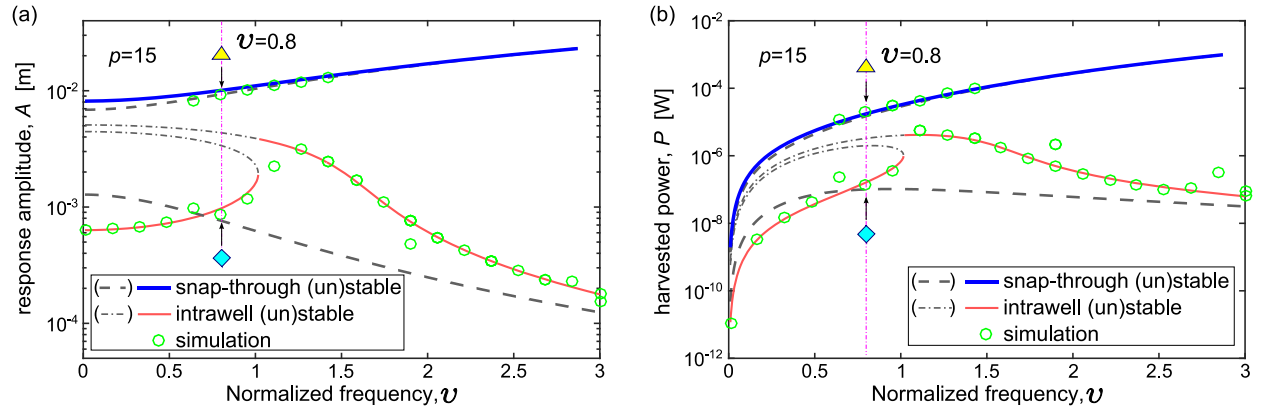 (a)
p=15
υ=0.8
response amplitude, A [m]
10⁻²
10⁻³
10⁻⁴
( ) snap-through (un)stable
( ) intrawell (un)stable
simulation
0 0.5 1 1.5 2 2.5 3
Normalized frequency, υ
(b)
p=15
υ=0.8
harvested power, P [W]
10⁻²
10⁻⁴
10⁻⁶
10⁻⁸
10⁻¹⁰
10⁻¹²
( ) snap-through (un)stable
( ) intrawell (un)stable
simulation
0 0.5 1 1.5 2 2.5 3
Normalized frequency, υ